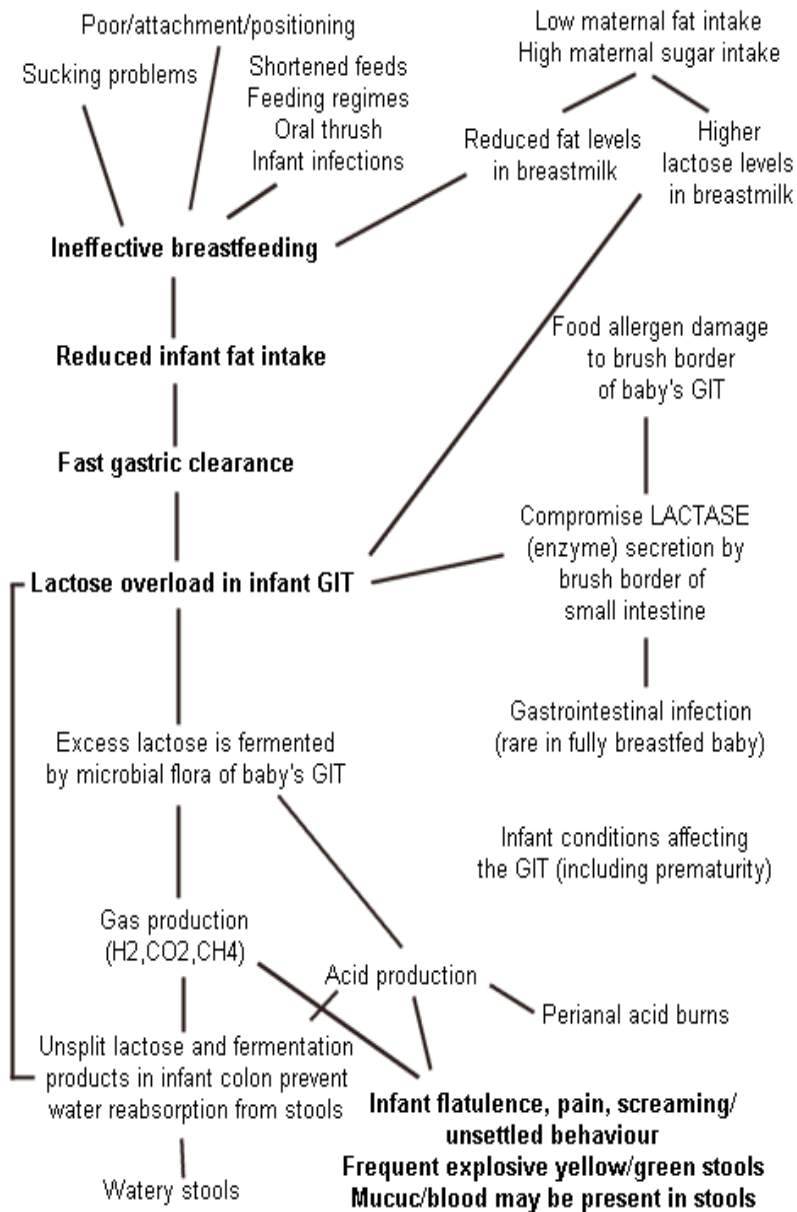 Poor/attachment/positioning
Sucking problems
Shortened feeds
Feeding regimes
Oral thrush
Infant infections
Low maternal fat intake
High maternal sugar intake
Reduced fat levels
in breastmilk
Higher
lactose levels
in breastmilk
Ineffective breastfeeding
Reduced infant fat intake
Fast gastric clearance
Lactose overload in infant GIT
Food allergen damage
to brush border
of baby's GIT
Compromise LACTASE
(enzyme) secretion by
brush border of
small intestine
Gastrointestinal infection
(rare in fully breastfed baby)
Infant conditions affecting
the GIT (including prematurity)
Excess lactose is fermented
by microbial flora of baby's GIT
Gas production
(H2,CO2,CH4)
Acid production
Perianal acid burns
Unsplit lactose and fermentation
products in infant colon prevent
water reabsorption from stools
Watery stools
Infant flatulence, pain, screaming/
unsettled behaviour
Frequent explosive yellow/green stools
Mucuc/blood may be present in stools